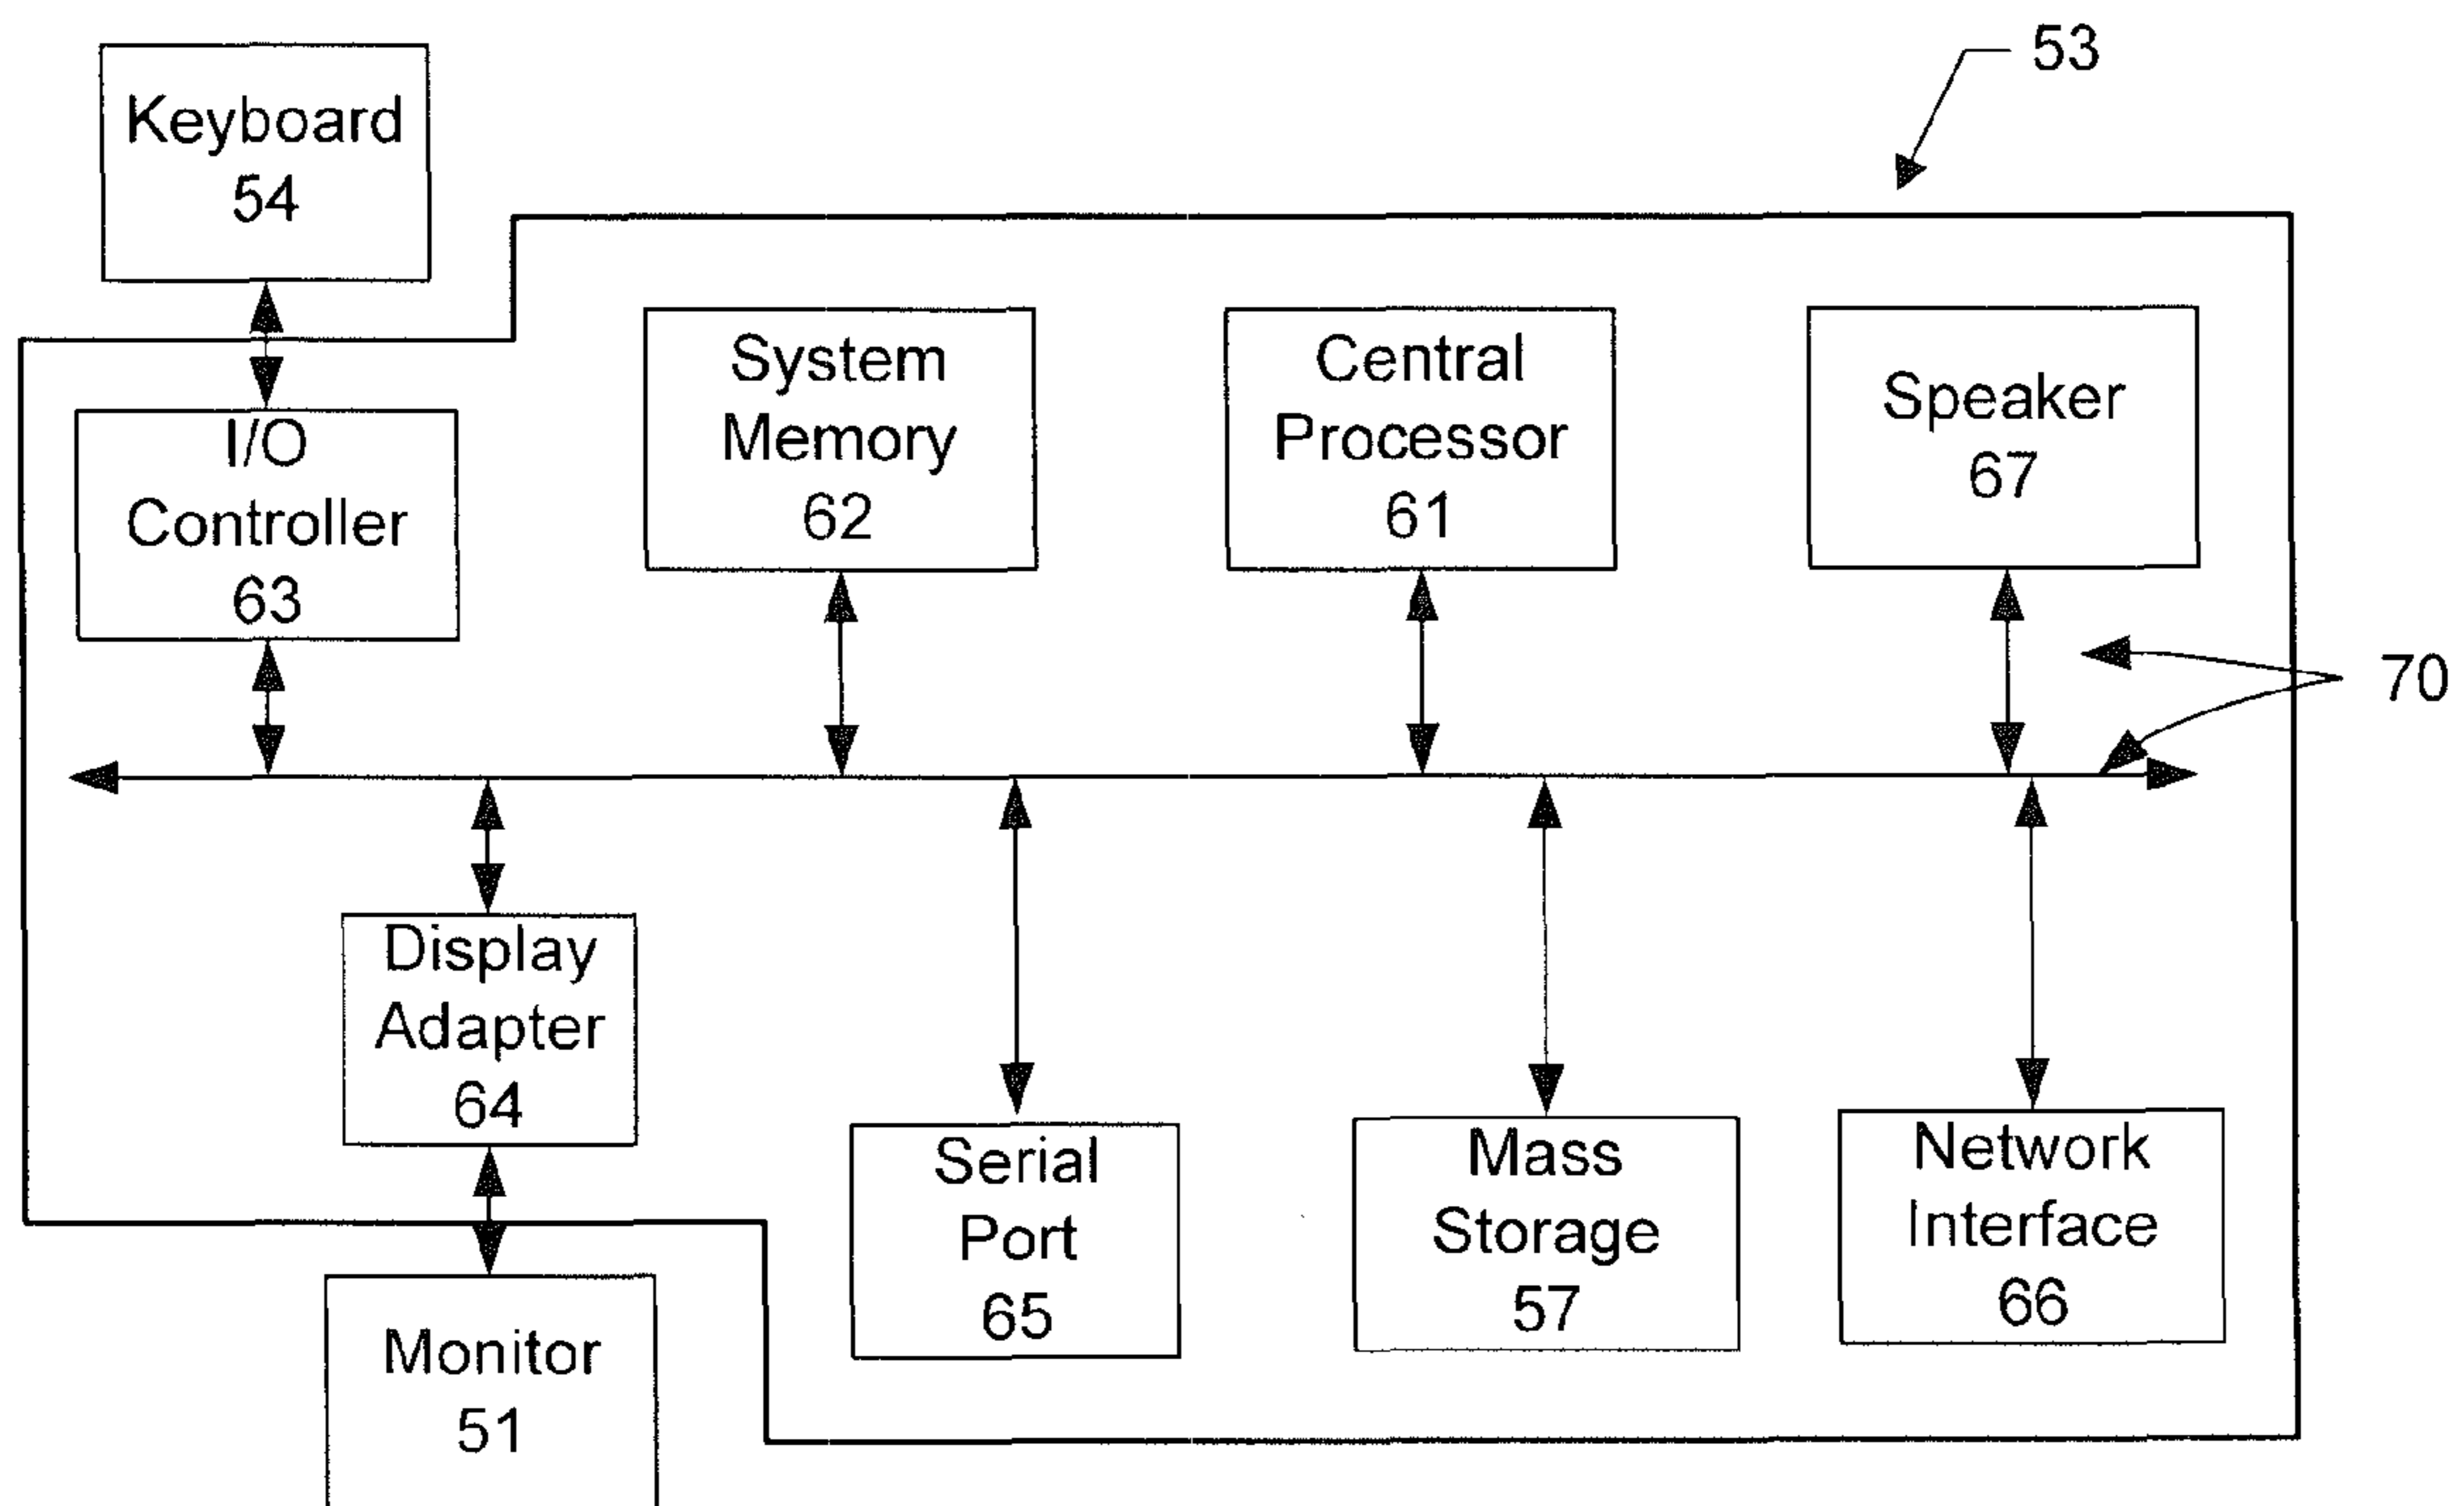 53
Keyboard
54
System
Memory
62
Central
Processor
61
Speaker
67
I/O
Controller
63
70
Display
Adapter
64
Serial
Port
65
Mass
Storage
57
Network
Interface
66
Monitor
51